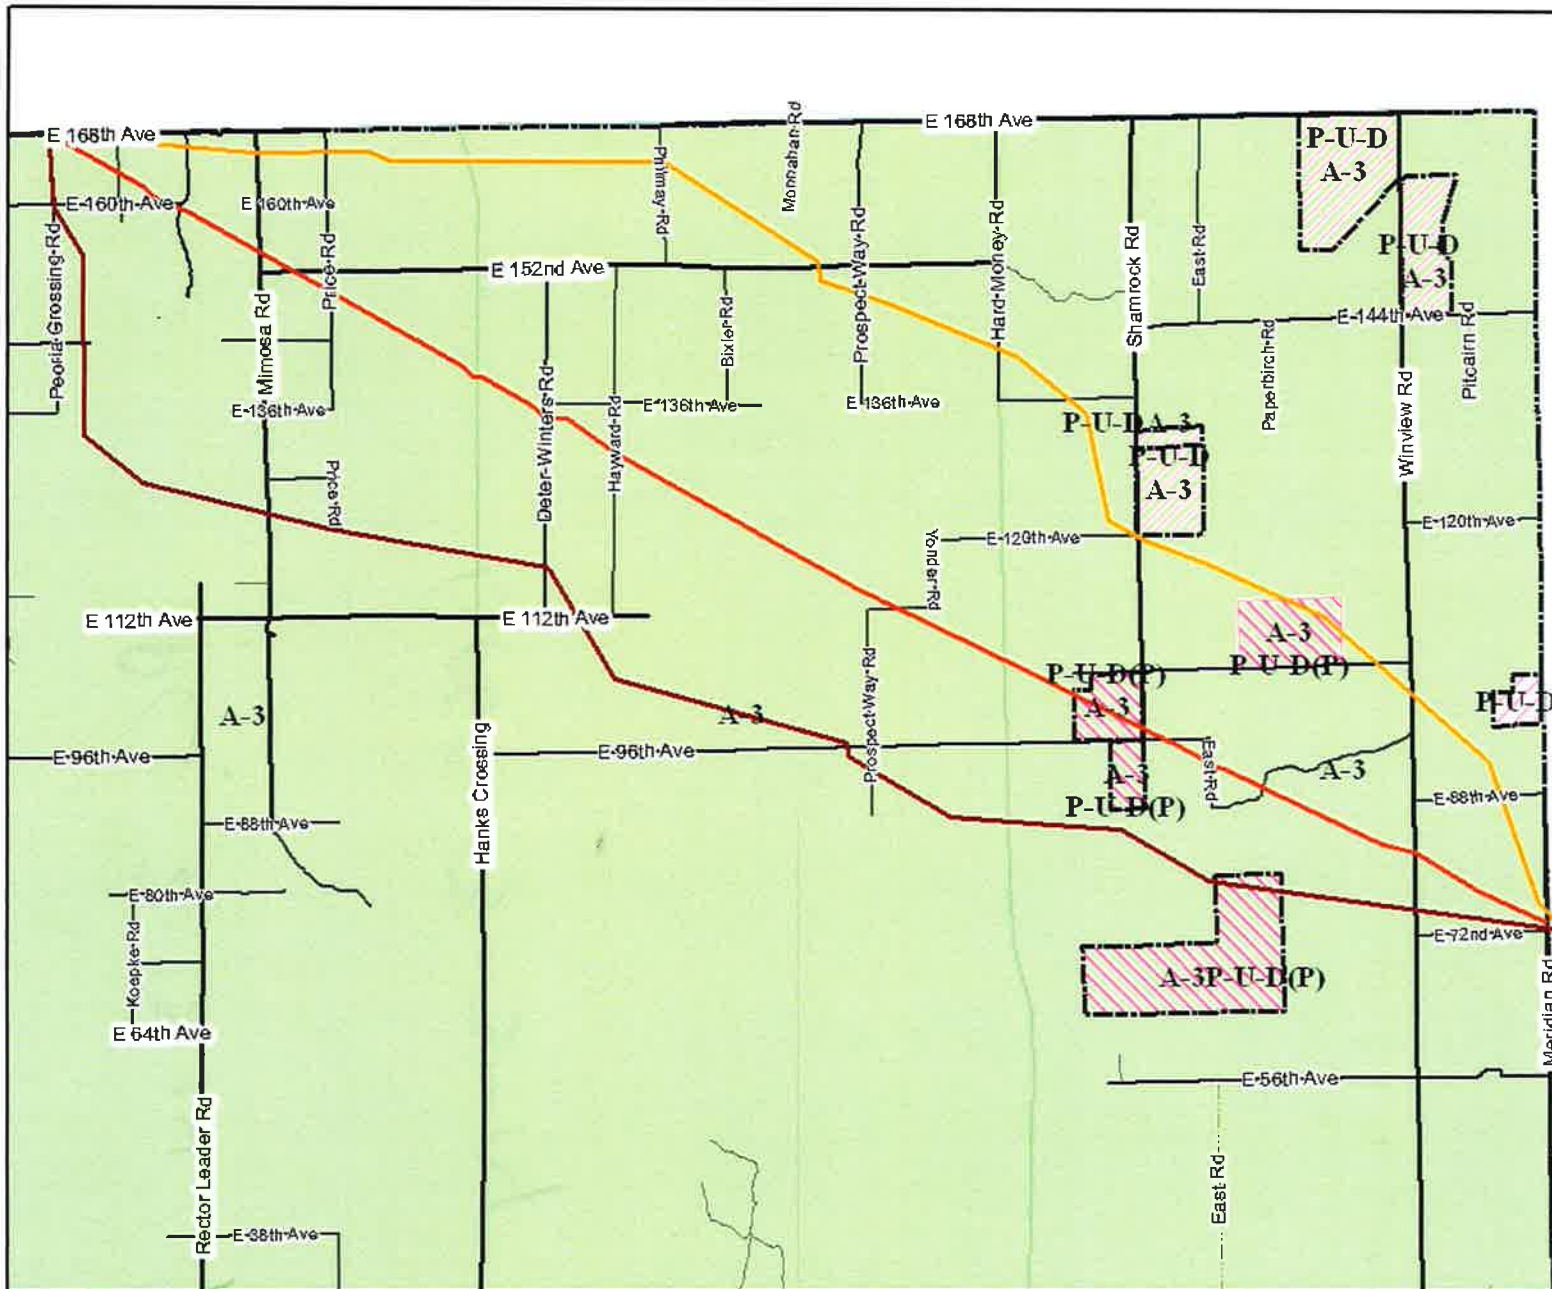 Monnahan Rd
E 168th Ave
E 168th Ave
P-U-D
A-3
Philmay Rd
E 160th Ave
E 160th Ave
Peoria Crossing Rd
Price Rd
Prospect Way Rd
Hard Money Rd
Shamrock Rd
East Rd
P-U-D
A-3
E 152nd Ave
Mimosa Rd
Bixler Rd
E 144th Ave
Pitcairn Rd
Paperbirch Rd
Winview Rd
E 136th Ave
E 136th Ave
E 136th Ave
Deter-Winters Rd
Hayward Rd
P-U-D A-3
P-U-D
A-3
Price Rd
E 120th Ave
E 120th Ave
Yonder Rd
E 112th Ave
E 112th Ave
A-3
P-U-D(P)
P-U-D(P)
A-3
Prospect Way Rd
P-U-D
A-3
A-3
E 96th Ave
E 96th Ave
Hanks Crossing
East Rd
A-3
A-3
P-U-D(P)
E 88th Ave
E 88th Ave
E 80th Ave
E 72nd Ave
Koepke Rd
A-3P-U-D(P)
Meridian Rd
E 64th Ave
E 56th Ave
Rector Leader Rd
East Rd
E 38th Ave